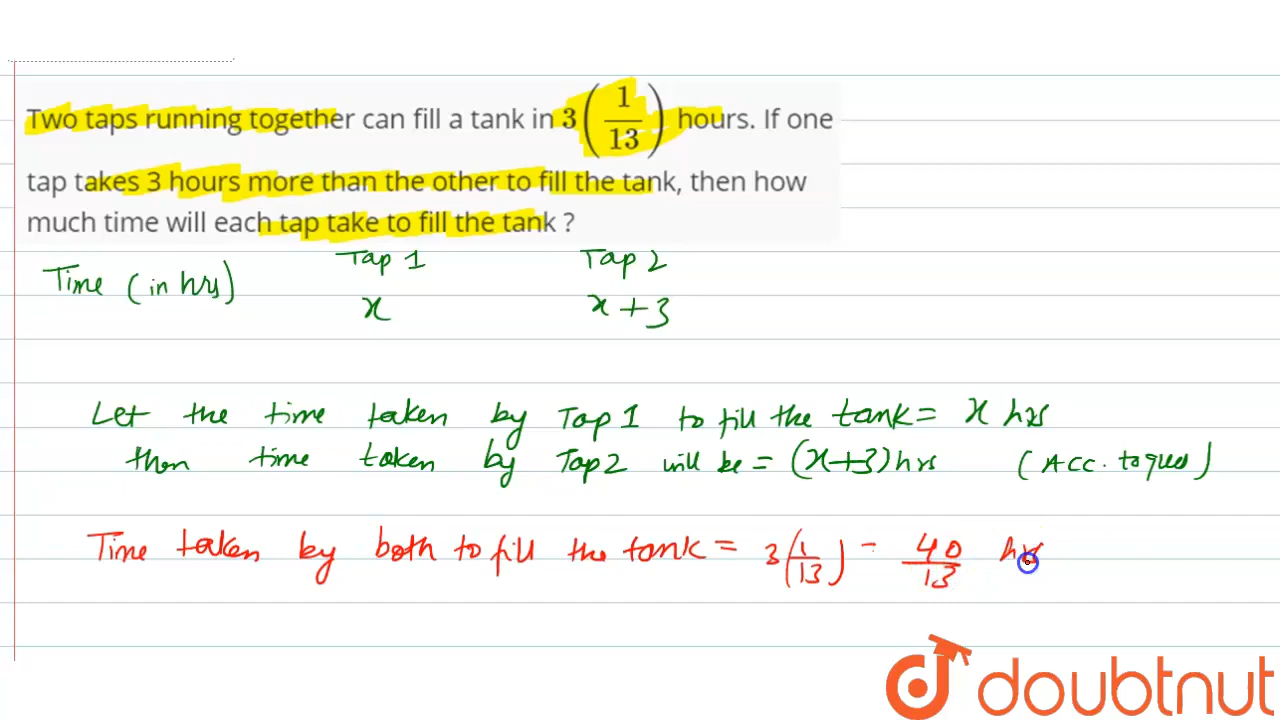 Two taps running together can fill a tank in 3(1/13) hours. If one
tap takes 3 hours more than the other to fill the tank, then how
much time will each tap take to fill the tank ?
Time (in hrs) Tap 1 Tap 2
x x + 3
Let the time taken by Tap 1 to fill the tank = x hrs
then time taken by Tap 2 will be = (x+3) hrs (Acc. to ques)
Time taken by both to fill the tank = 3(1/13) = 40/13 hrs
doubtnut